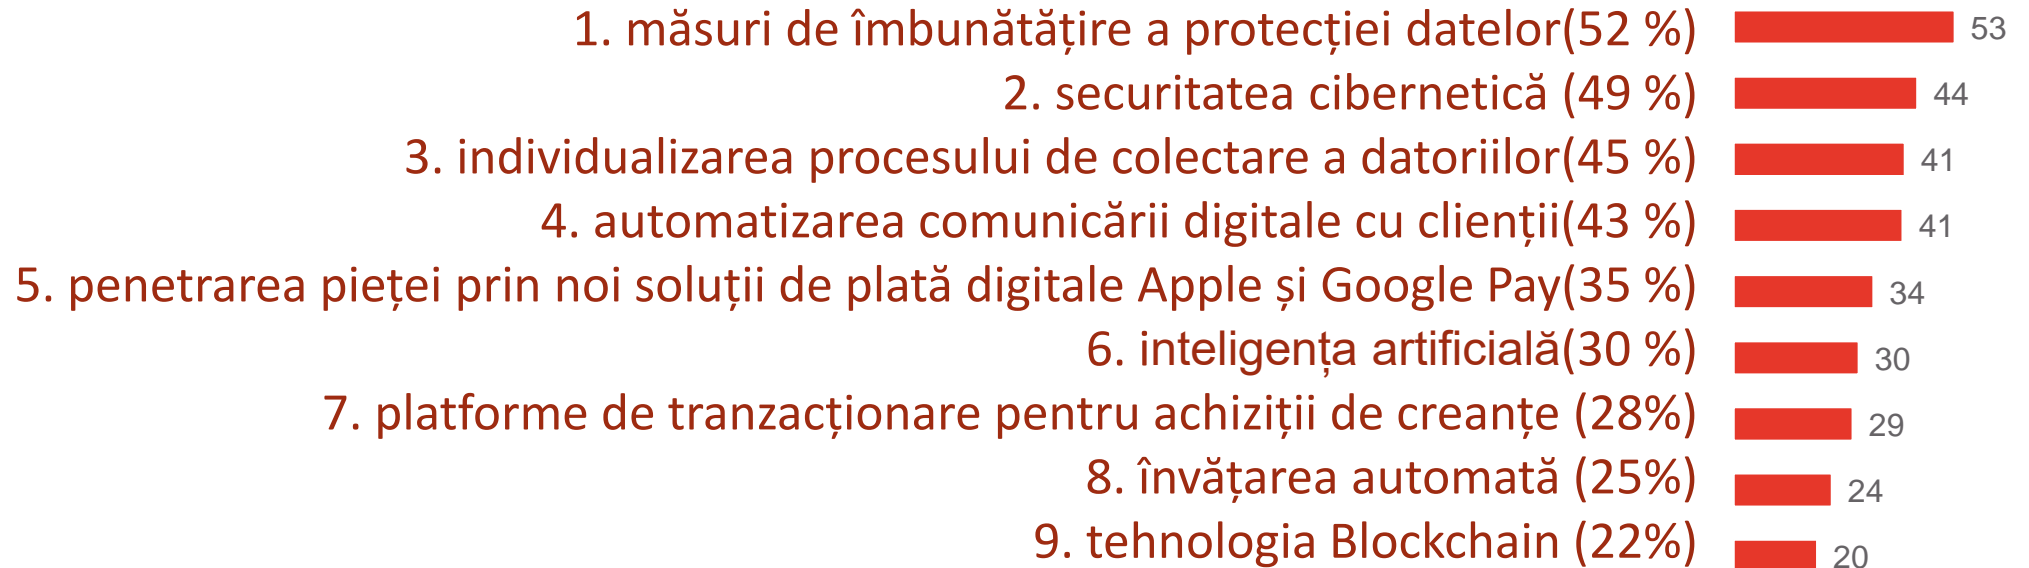 1. măsuri de îmbunătățire a protecției datelor(52 %) 53
2. securitatea cibernetică (49 %) 44
3. individualizarea procesului de colectare a datoriilor(45 %) 41
4. automatizarea comunicării digitale cu clienții(43 %) 41
5. penetrarea pieței prin noi soluții de plată digitale Apple și Google Pay(35 %) 34
6. inteligența artificială(30 %) 30
7. platforme de tranzacționare pentru achiziții de creanțe (28%) 29
8. învățarea automată (25%) 24
9. tehnologia Blockchain (22%) 20